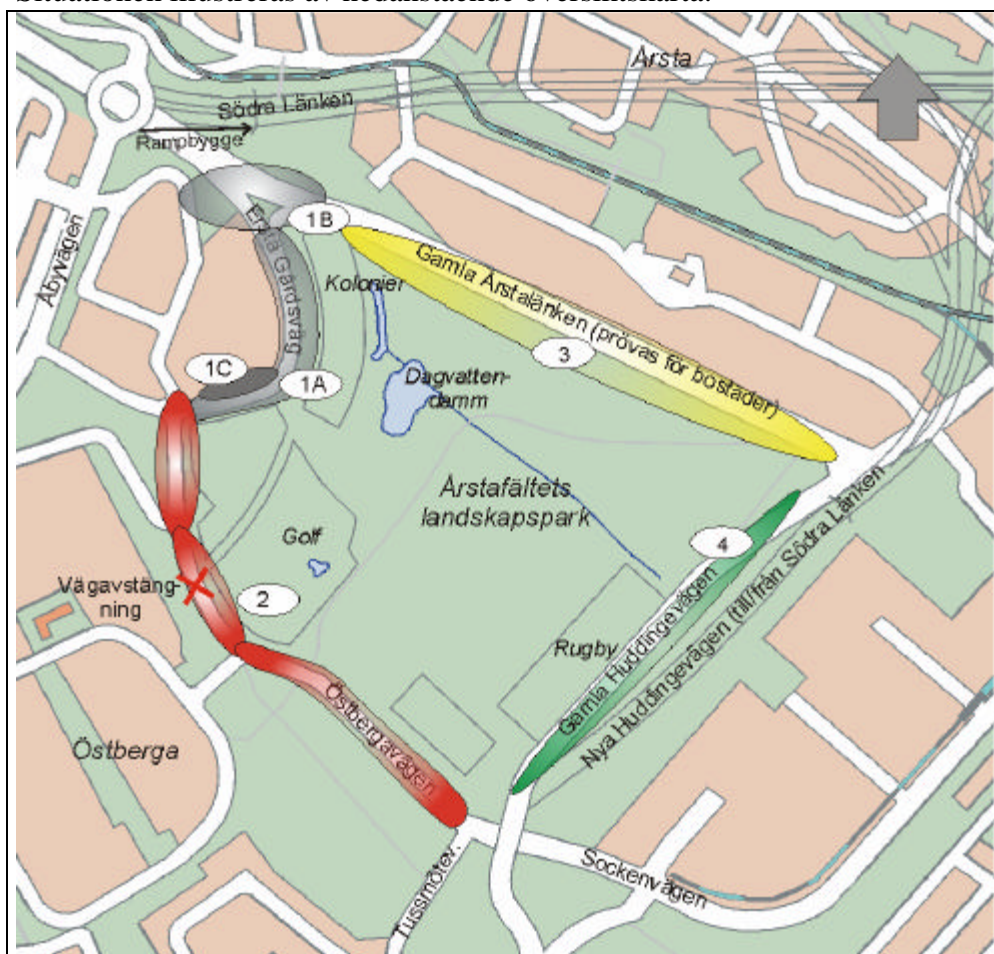 Situationen illustreras av nedanstående översiktskarta.
Årsta
Södra Länken
Rampbygge
Åbyvägen
Ersta Gårdsväg
1B
Kolonier
Gamla Årstalänken (prövas för bostäder)
3
1C
1A
Dagvatten-
damm
Årstafältets
landskapspark
Golf
4
Vägavstäng-
ning
2
Rugby
Gamla Huddingevägen
Nya Huddingevägen (till/från Södra Länken)
Östbergavägen
Östberga
Tussmötev.
Sockenvägen